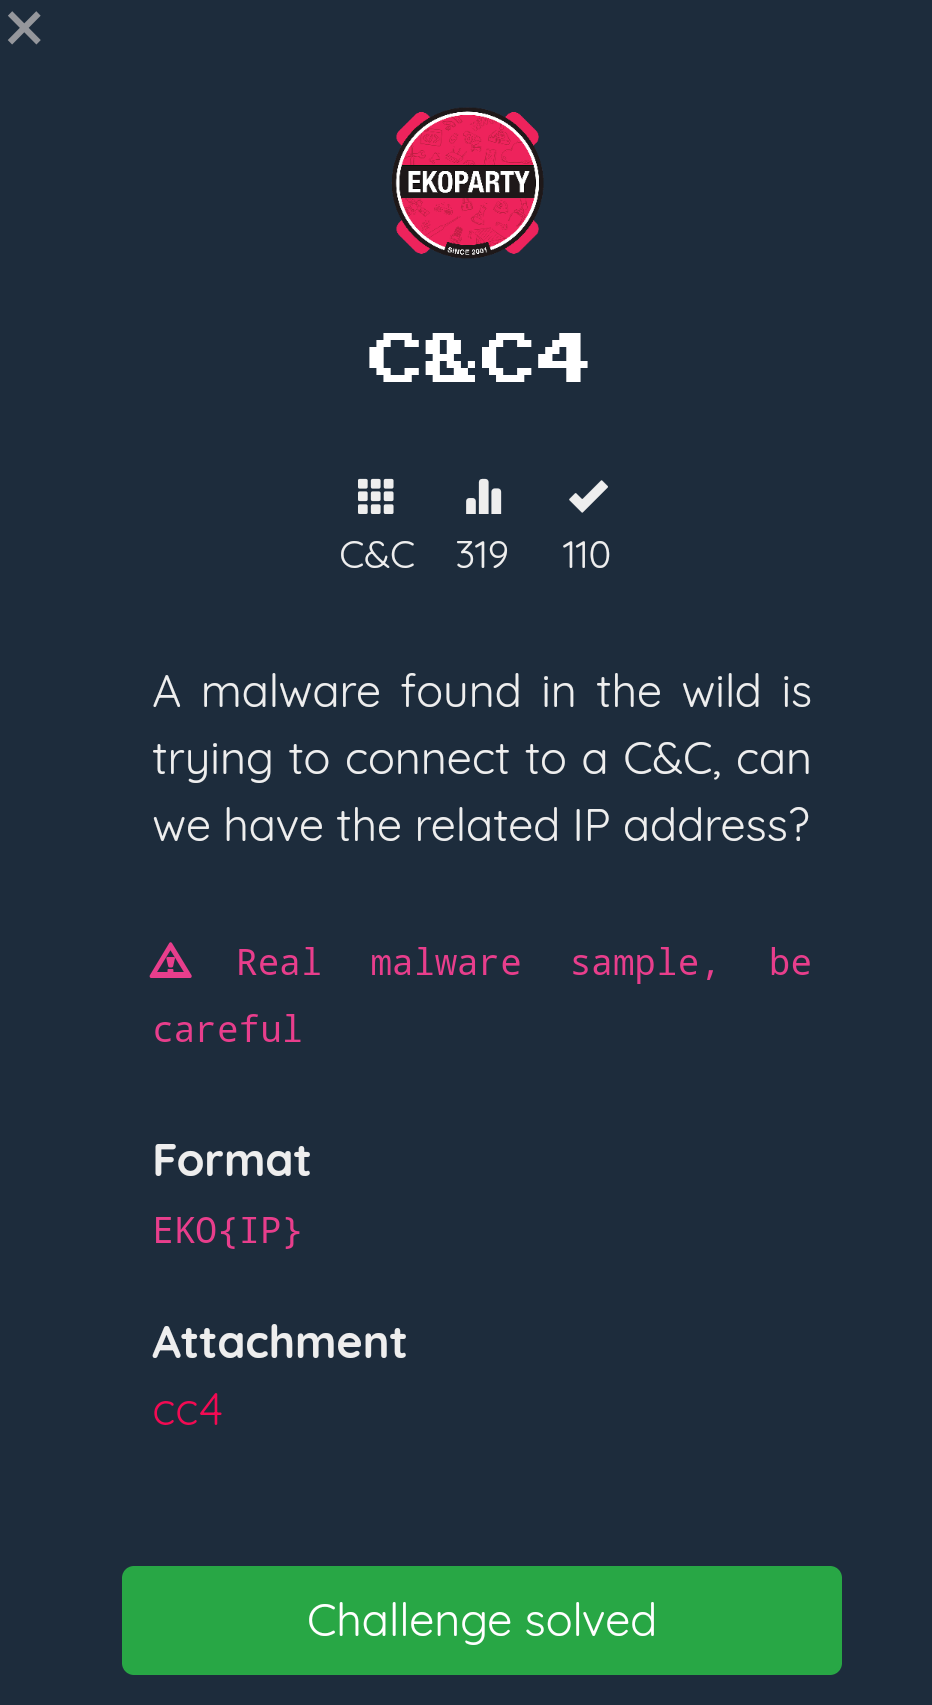 EKOPARTY
SINCE 2001
C&C4
C&C 319 110
A malware found in the wild is
trying to connect to a C&C, can
we have the related IP address?
Real malware sample, be
careful
Format
EKO{IP}
Attachment
cc4
Challenge solved